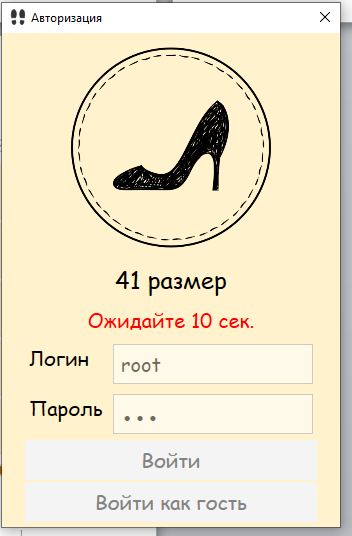 Авторизация
41 размер
Ожидайте 10 сек.
Логин
root
Пароль
•••
Войти
Войти как гость